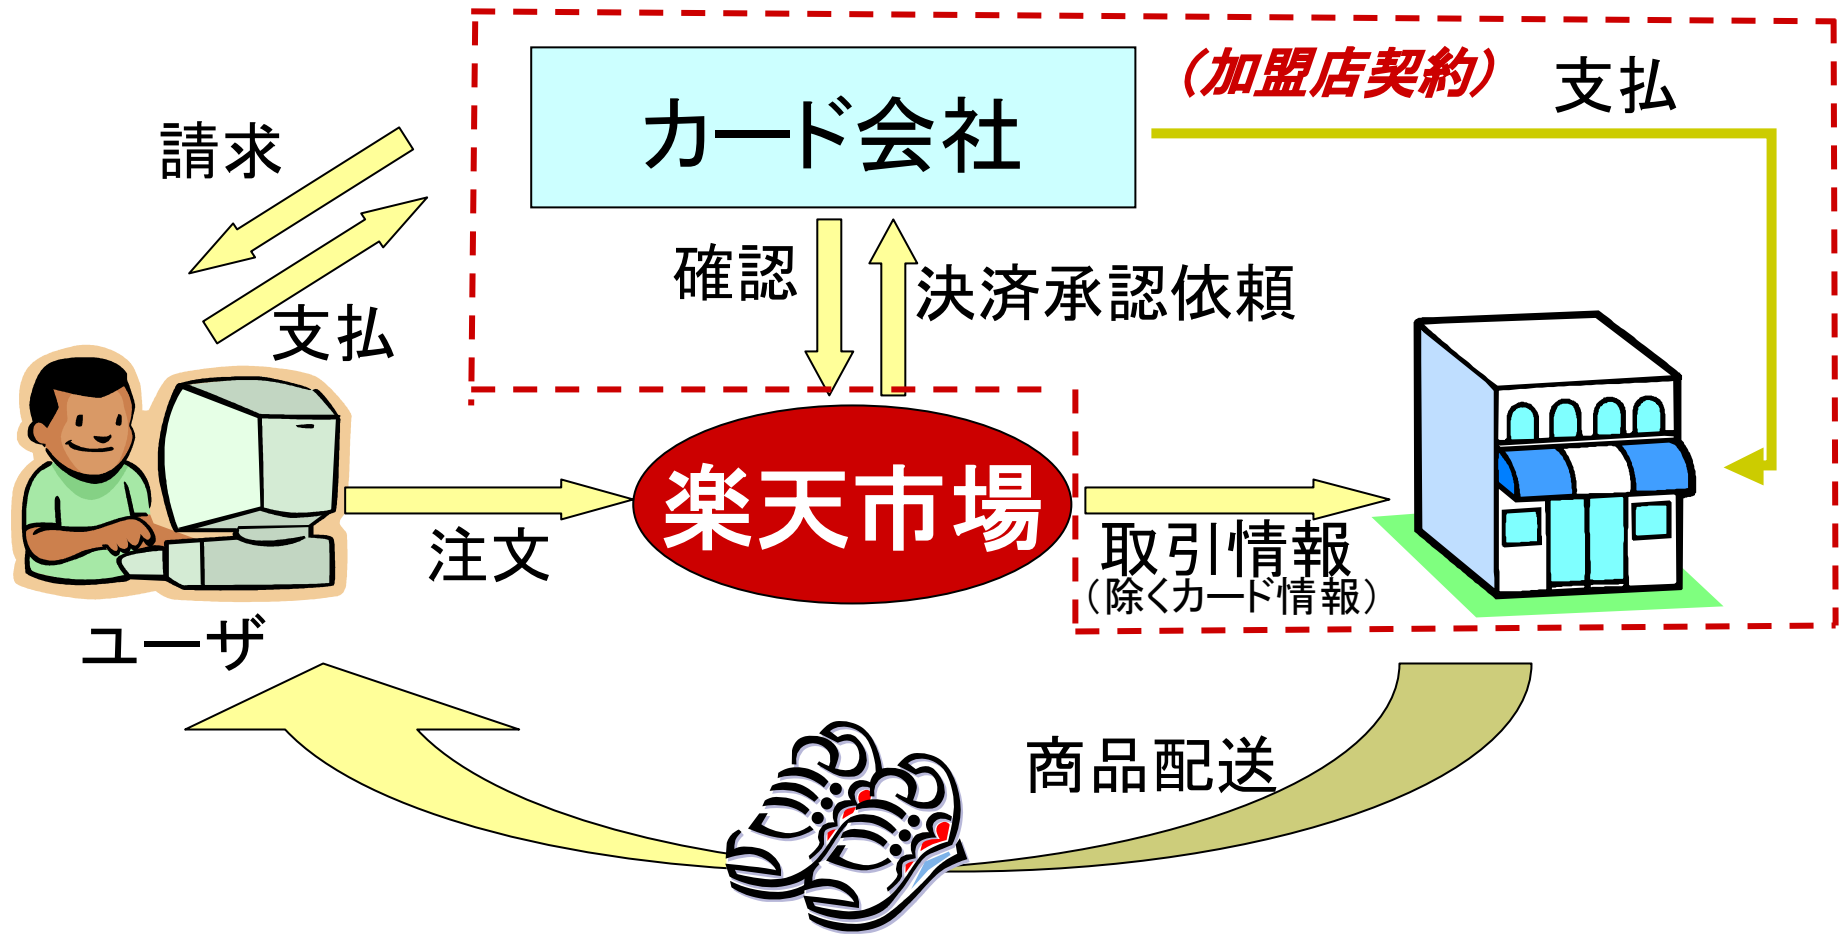 カード会社
（加盟店契約）
支払
請求
支払
確認
決済承認依頼
楽天市場
注文
取引情報
（除くカード情報）
ユーザ
商品配送